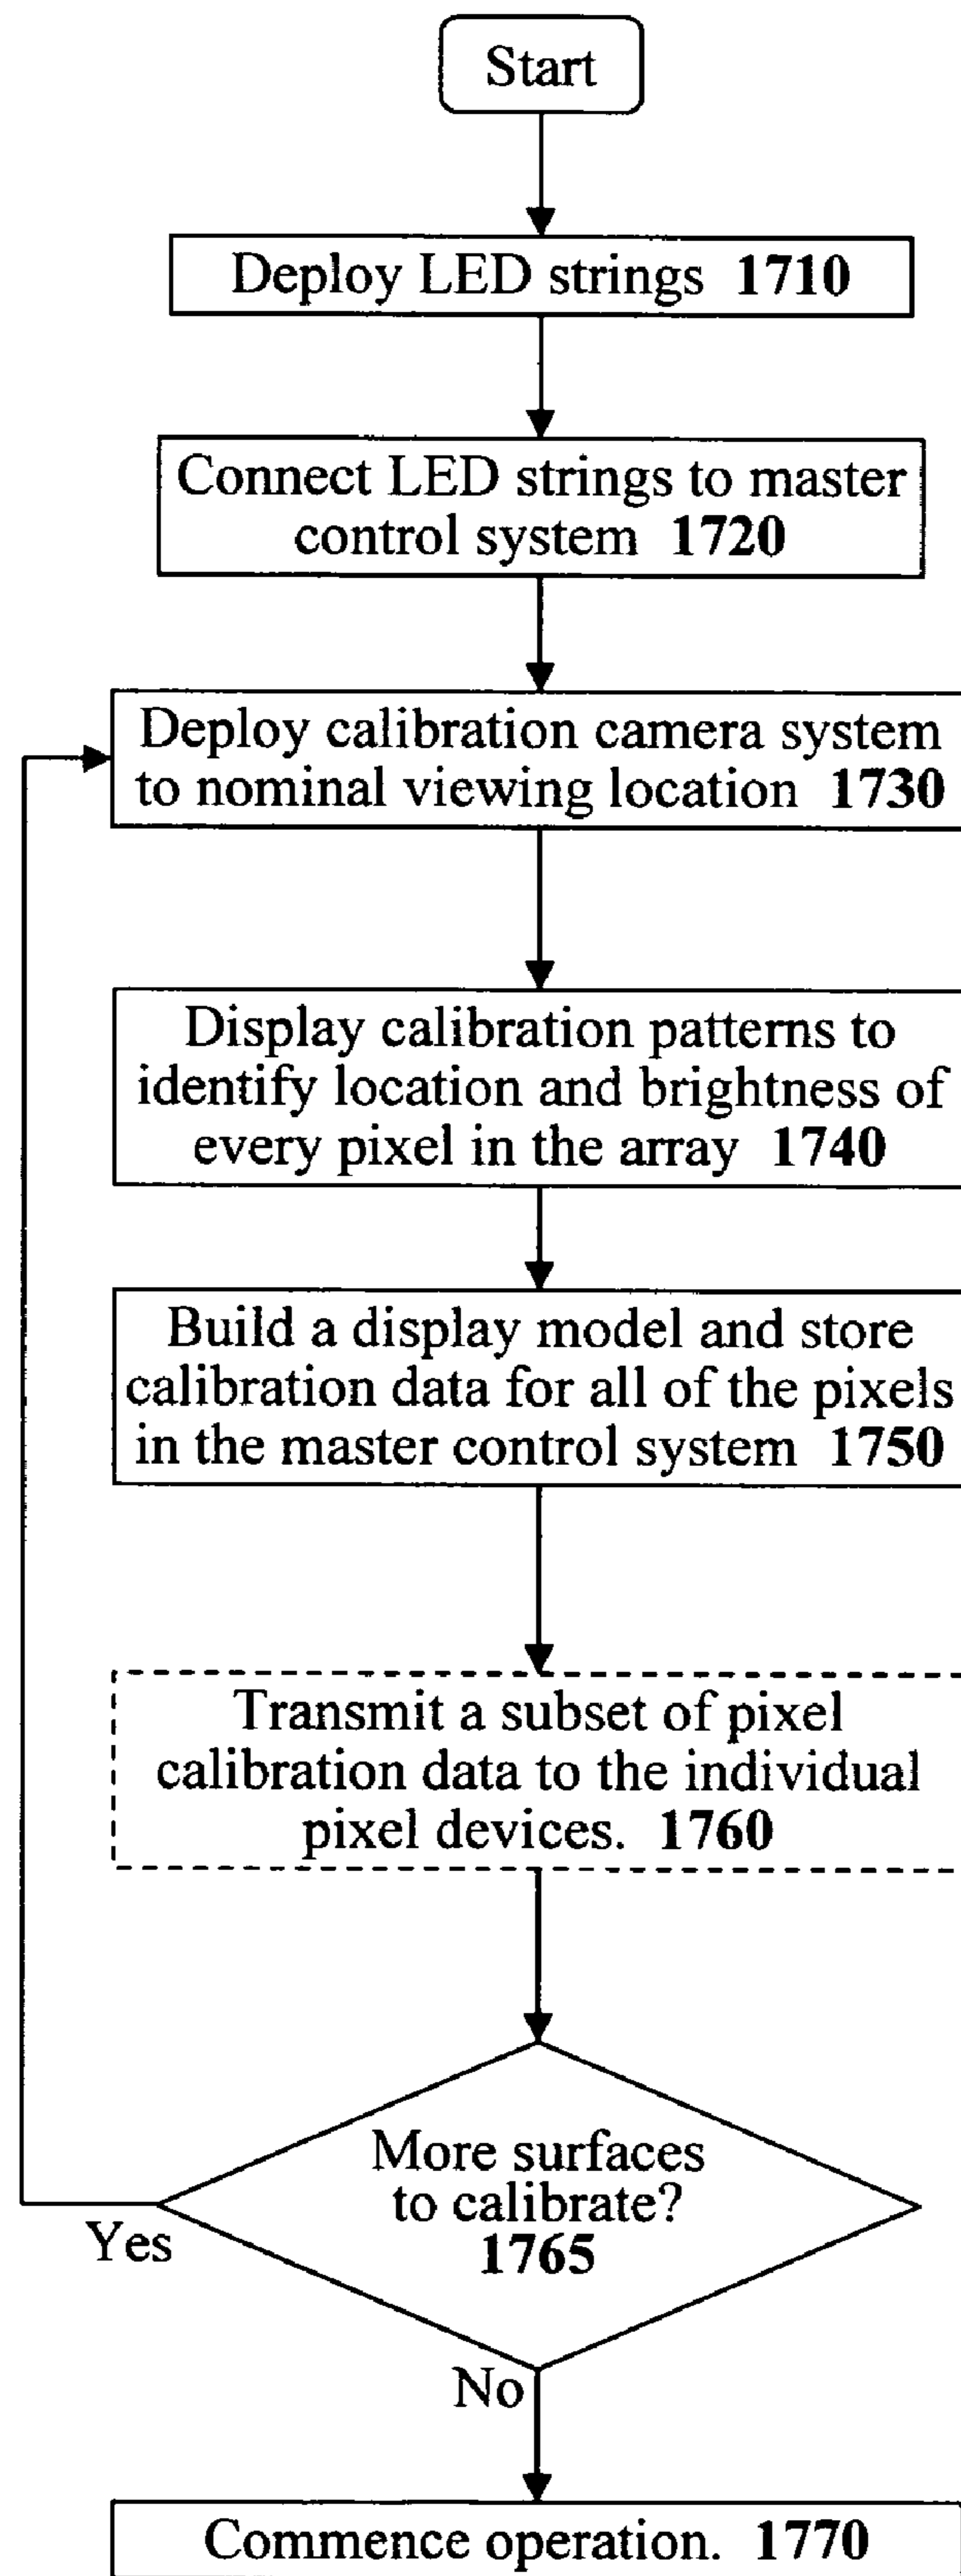 Start
Deploy LED strings 1710
Connect LED strings to master
control system 1720
Deploy calibration camera system
to nominal viewing location 1730
Display calibration patterns to
identify location and brightness of
every pixel in the array 1740
Build a display model and store
calibration data for all of the pixels
in the master control system 1750
Transmit a subset of pixel
calibration data to the individual
pixel devices. 1760
More surfaces
to calibrate?
1765
Yes
No
Commence operation. 1770